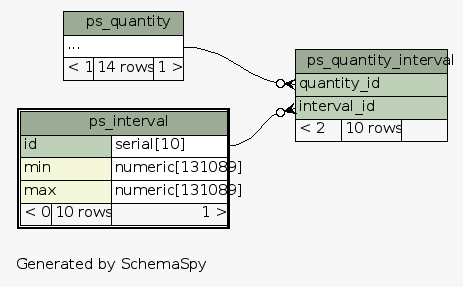 ps_quantity
...
< 1 14 rows 1 >
ps_quantity_interval
quantity_id
interval_id
< 2 10 rows
ps_interval
id serial[10]
min numeric[131089]
max numeric[131089]
< 0 10 rows 1 >
Generated by SchemaSpy